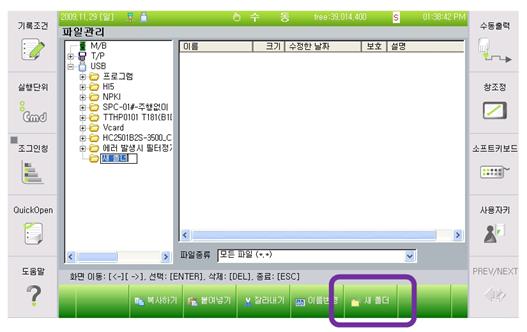 기록조건
2009.11.29 [일]
수 동
free:39,014,400
S
01:38:42 PM
수동출력
파일관리
M/B
T/P
USB
프로그램
HI5
NPKI
SPC-01#-주행없이
TTHP0101 T181(B1(
Vcard
HC2501B2S-3500_C
에러 발생시 필터정
새 폴더
이름
크기
수정한 날짜
보호
설명
실행단위
Cmd
창조정
조그인칭
소프트키보드
QuickOpen
사용자키
파일종류
모든 파일 (*.*)
도움말
화면 이동: [<-][ ->], 선택: [ENTER], 삭제: [DEL], 종료: [ESC]
PREV/NEXT
복사하기
붙여넣기
잘라내기
이름변경
새 폴더